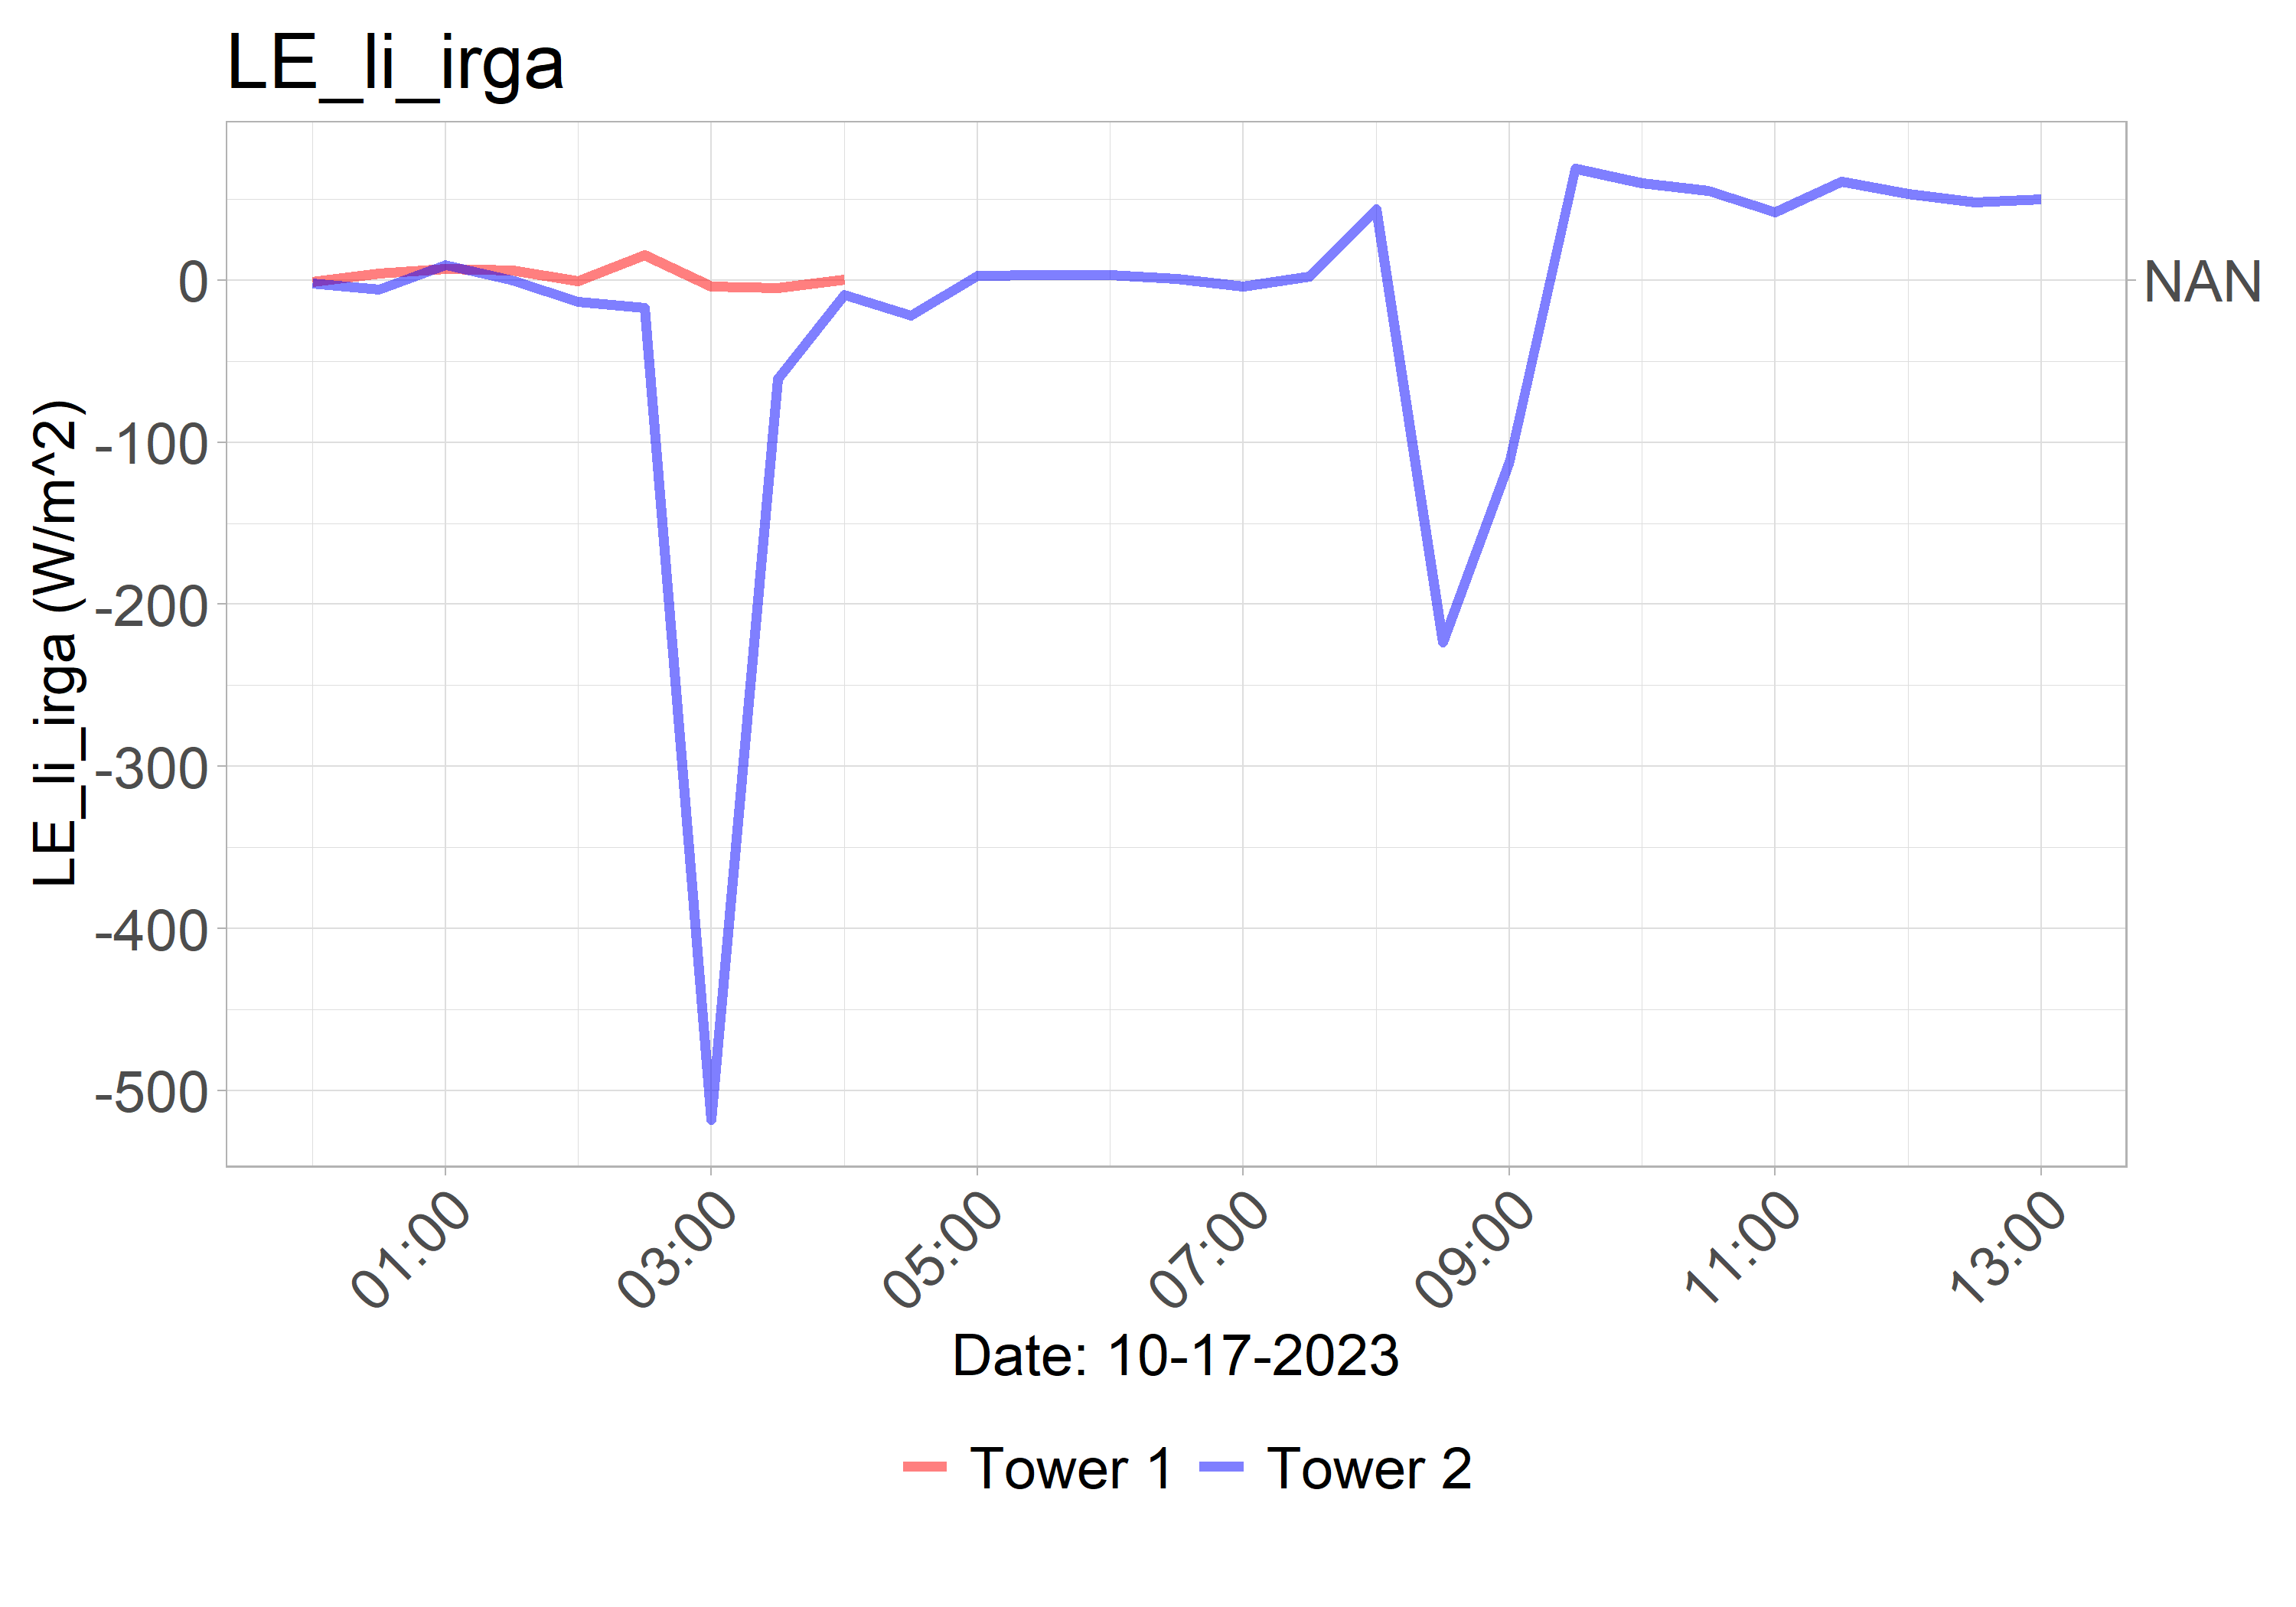 LE_li_irga
LE_li_irga (W/m^2)
0
-100
-200
-300
-400
-500
NAN
01:00
03:00
05:00
07:00
09:00
11:00
13:00
Date: 10-17-2023
Tower 1
Tower 2